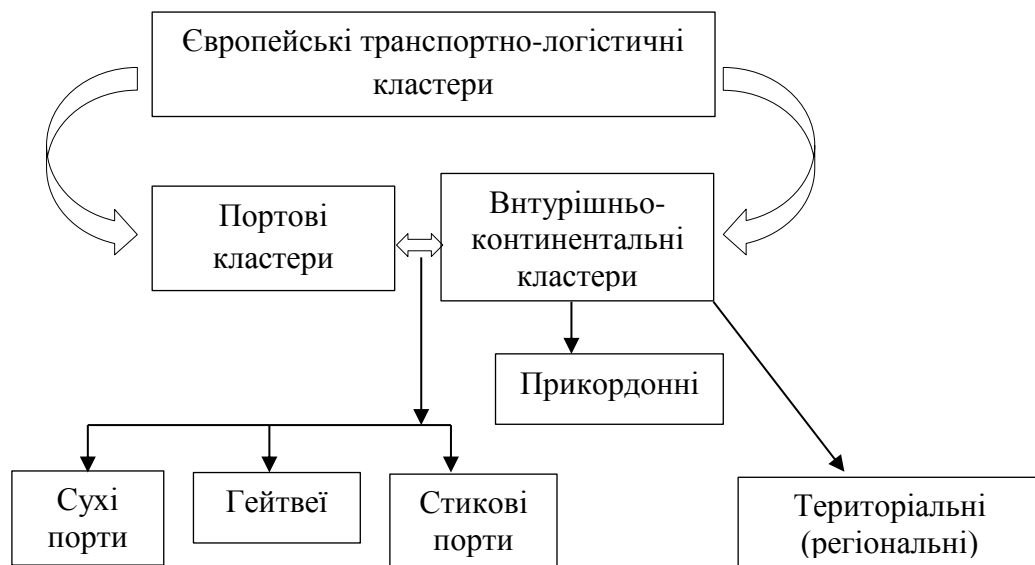 Європейські транспортно-логістичні
кластери
Портові
кластери
Внтурішньо-
континентальні
кластери
Прикордонні
Сухі
порти
Гейтвеї
Стикові
порти
Територіальні
(регіональні)